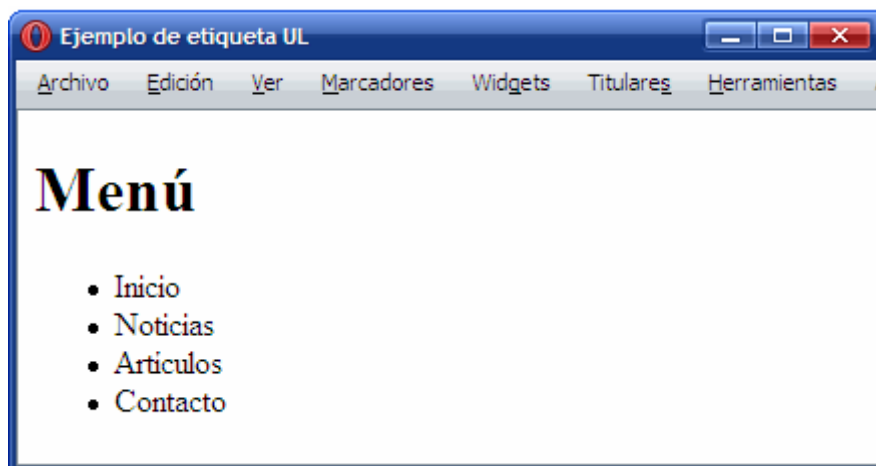 Ejemplo de etiqueta UL
Archivo Edición Ver Marcadores Widgets Titulares Herramientas
Menú
Inicio
Noticias
Artículos
Contacto